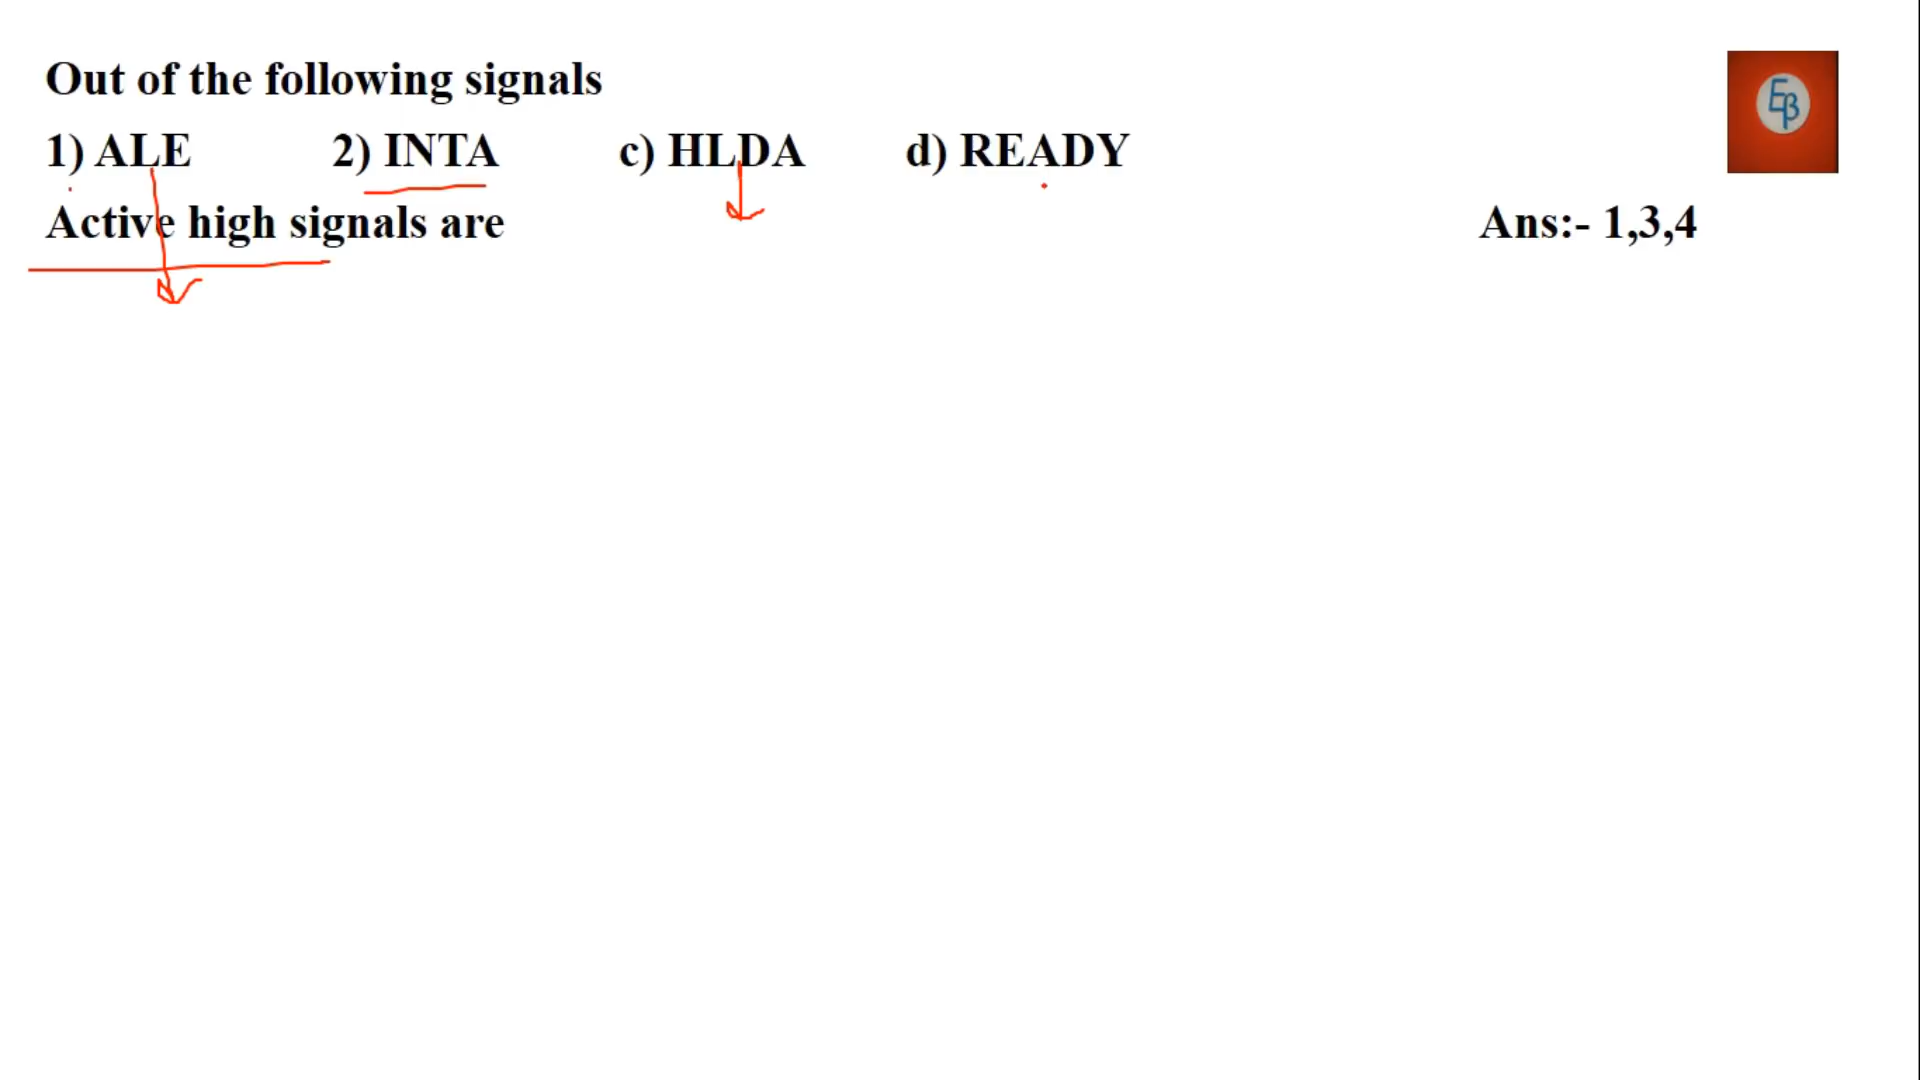 Out of the following signals
1) ALE 2) INTA c) HLDA d) READY
Active high signals are Ans:- 1,3,4
Eβ